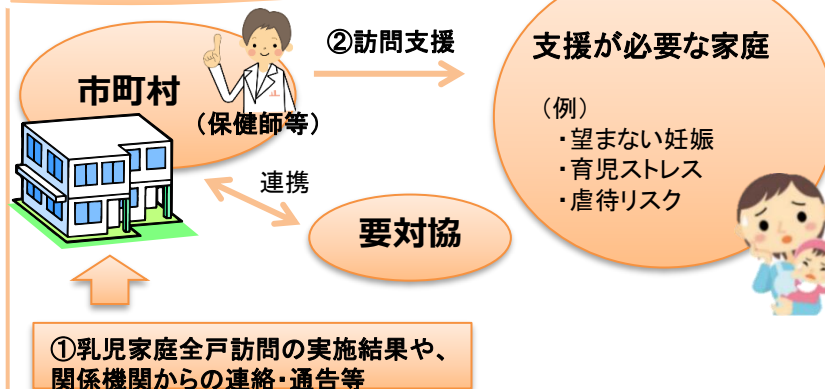 ②訪問支援
市町村
(保健師等)
支援が必要な家庭
(例)
・望まない妊娠
・育児ストレス
・虐待リスク
連携
要対協
①乳児家庭全戸訪問の実施結果や、
関係機関からの連絡・通告等